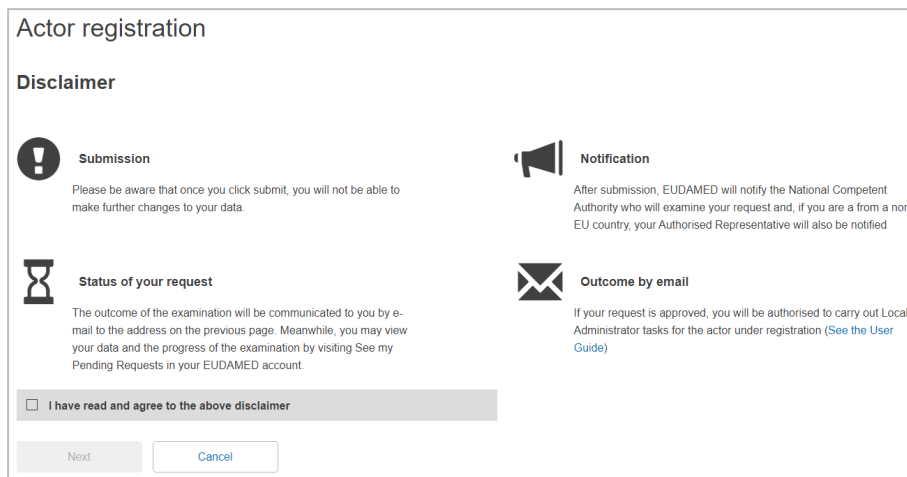 Actor registration
Disclaimer
Submission
Please be aware that once you click submit, you will not be able to
make further changes to your data.
Notification
After submission, EUDAMED will notify the National Competent
Authority who will examine your request and, if you are a from a
EU country, your Authorised Representative will also be notified
Status of your request
The outcome of the examination will be communicated to you by e-
mail to the address on the previous page. Meanwhile, you may view
your data and the progress of the examination by visiting See my
Pending Requests in your EUDAMED account.
Outcome by email
If your request is approved, you will be authorised to carry out Local
Administrator tasks for the actor under registration (See the User
Guide)
I have read and agree to the above disclaimer
Next
Cancel